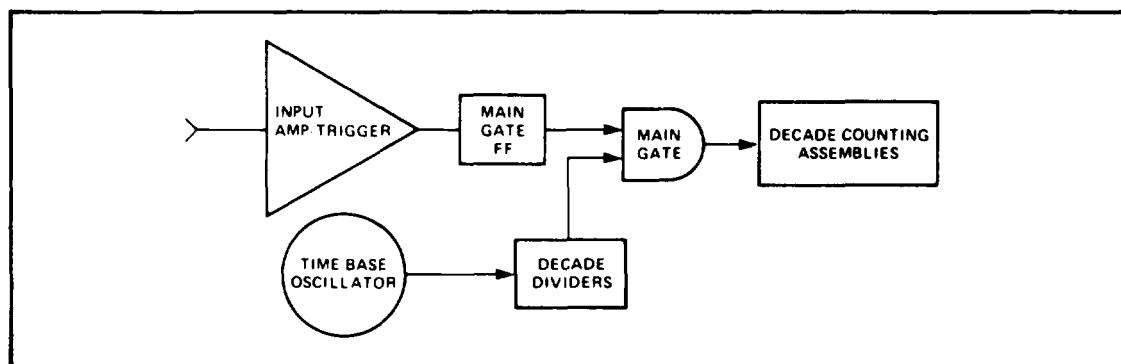 INPUT
AMP-TRIGGER
MAIN
GATE
FF
MAIN
GATE
DECADE COUNTING
ASSEMBLIES
TIME BASE
OSCILLATOR
DECADE
DIVIDERS